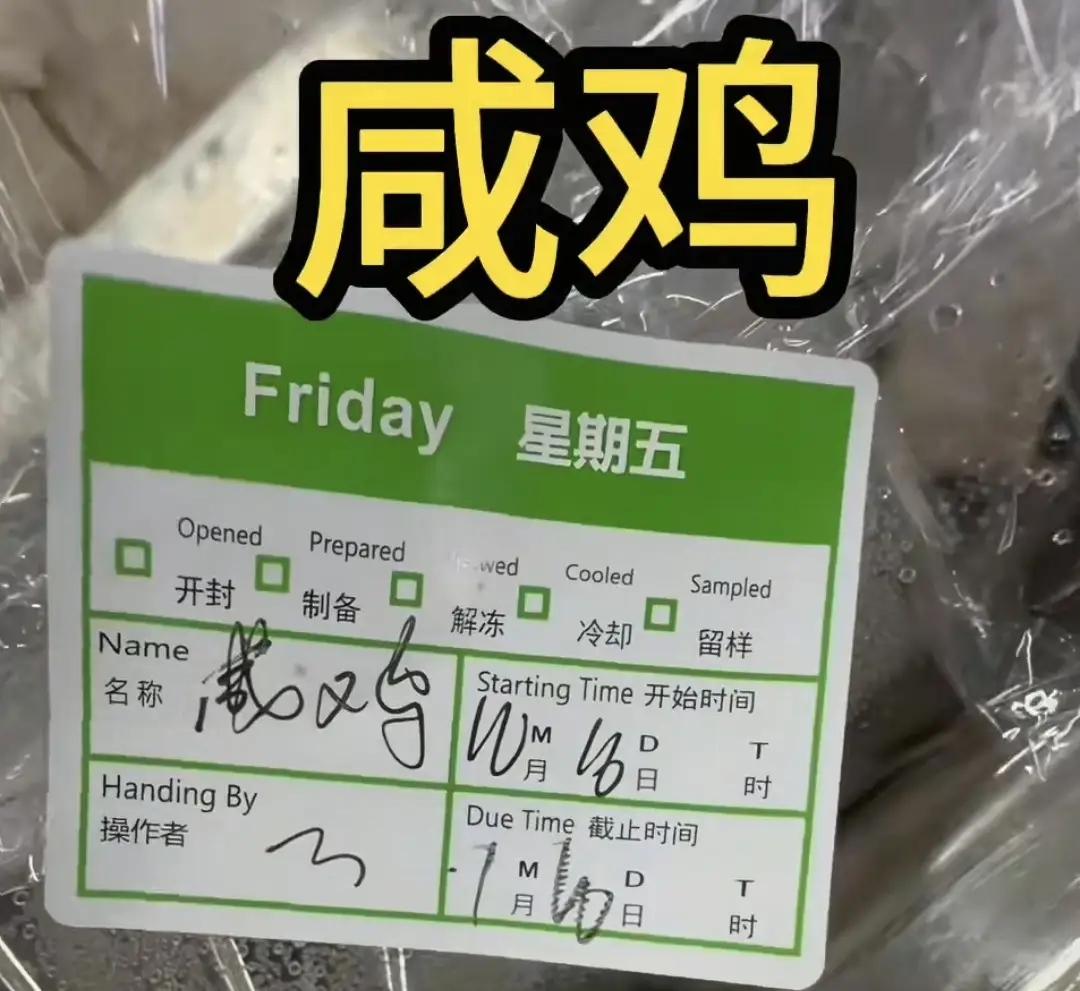 咸鸡
Friday 星期五
Opened Prepared Cooled Sampled
开封 制备 解冻 冷却 留样
Name
名称 咸鸡
Starting Time 开始时间
M D T
月 日 时
Handing By
操作者
Due Time 截止时间
M D T
月 日 时